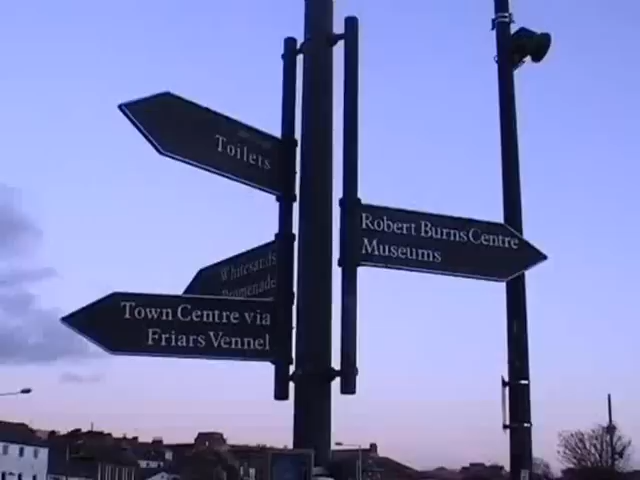 Toilets
Robert Burns Centre
Museums
Whitesands
Promenade
Town Centre via
Friars Vennel